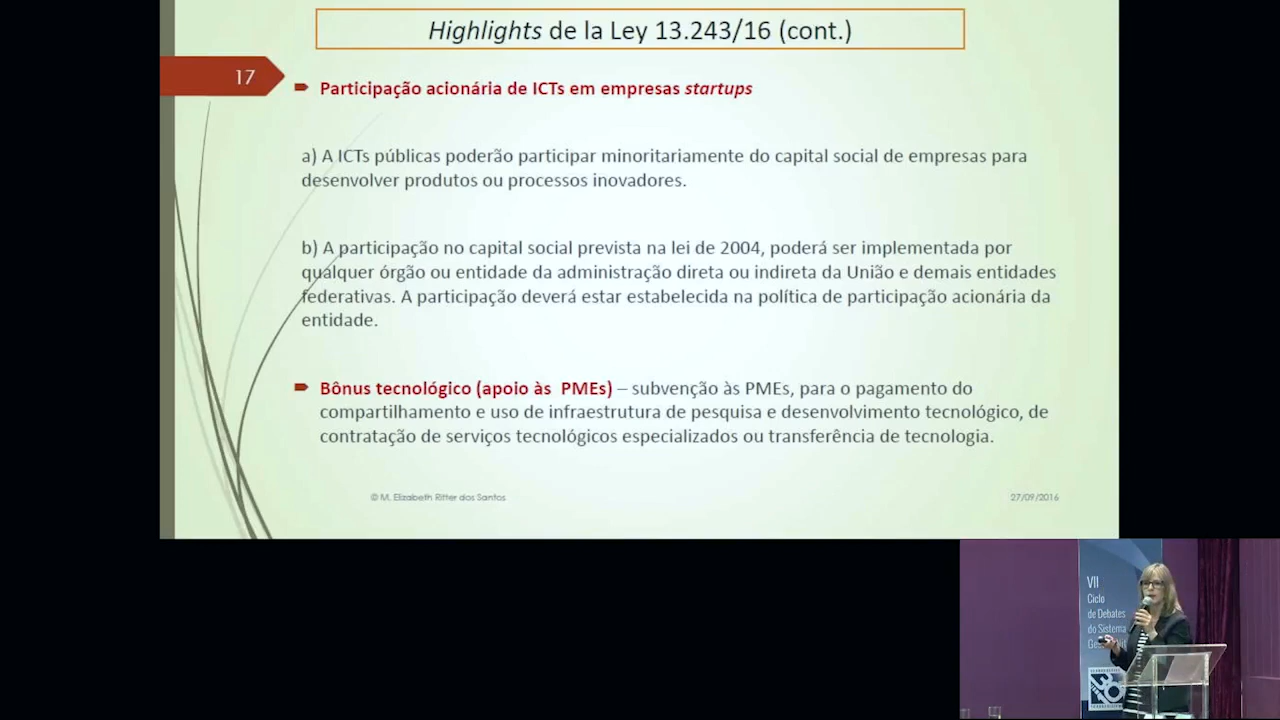 Highlights de la Ley 13.243/16 (cont.)
17
Participação acionária de ICTs em empresas startups
a) A ICTs públicas poderão participar minoritariamente do capital social de empresas para
desenvolver produtos ou processos inovadores.
b) A participação no capital social prevista na lei de 2004, poderá ser implementada por
qualquer órgão ou entidade da administração direta ou indireta da União e demais entidades
federativas. A participação deverá estar estabelecida na política de participação acionária da
entidade.
Bônus tecnológico (apoio às PMEs) – subvenção às PMEs, para o pagamento do
compartilhamento e uso de infraestrutura de pesquisa e desenvolvimento tecnológico, de
contratação de serviços tecnológicos especializados ou transferência de tecnologia.
© M. Elizabeth Ritter dos Santos
27/09/2016
VII
Ciclo
de Debates
do Sistema